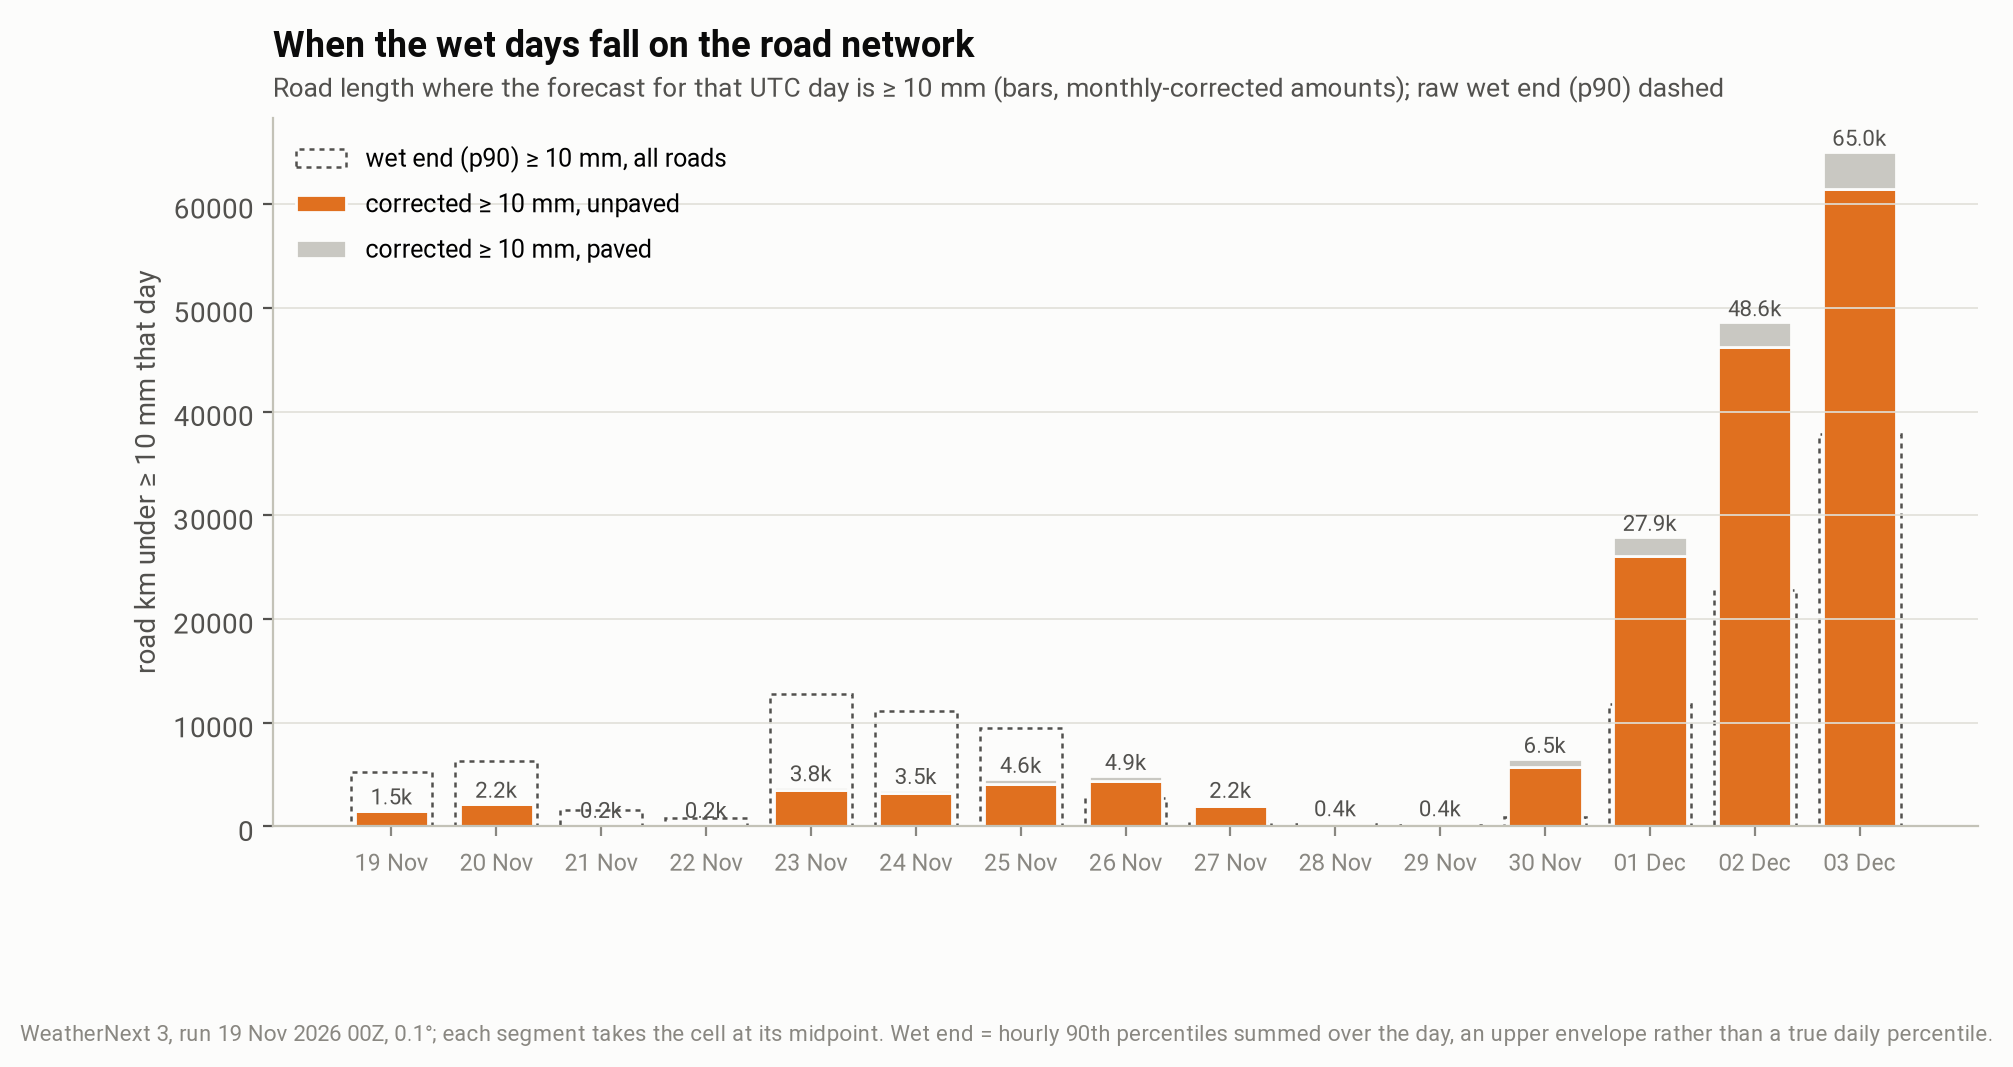 When the wet days fall on the road network
Road length where the forecast for that UTC day is ≥ 10 mm (bars, monthly-corrected amounts); raw wet end (p90) dashed
wet end (p90) ≥ 10 mm, all roads
corrected ≥ 10 mm, unpaved
corrected ≥ 10 mm, paved
road km under ≥ 10 mm that day
60000
50000
40000
30000
20000
10000
0
1.5k
2.2k
0.2k
0.2k
3.8k
3.5k
4.6k
4.9k
2.2k
0.4k
0.4k
6.5k
27.9k
48.6k
65.0k
19 Nov
20 Nov
21 Nov
22 Nov
23 Nov
24 Nov
25 Nov
26 Nov
27 Nov
28 Nov
29 Nov
30 Nov
01 Dec
02 Dec
03 Dec
WeatherNext 3, run 19 Nov 2026 00Z, 0.1°; each segment takes the cell at its midpoint. Wet end = hourly 90th percentiles summed over the day, an upper envelope rather than a true daily percentile.